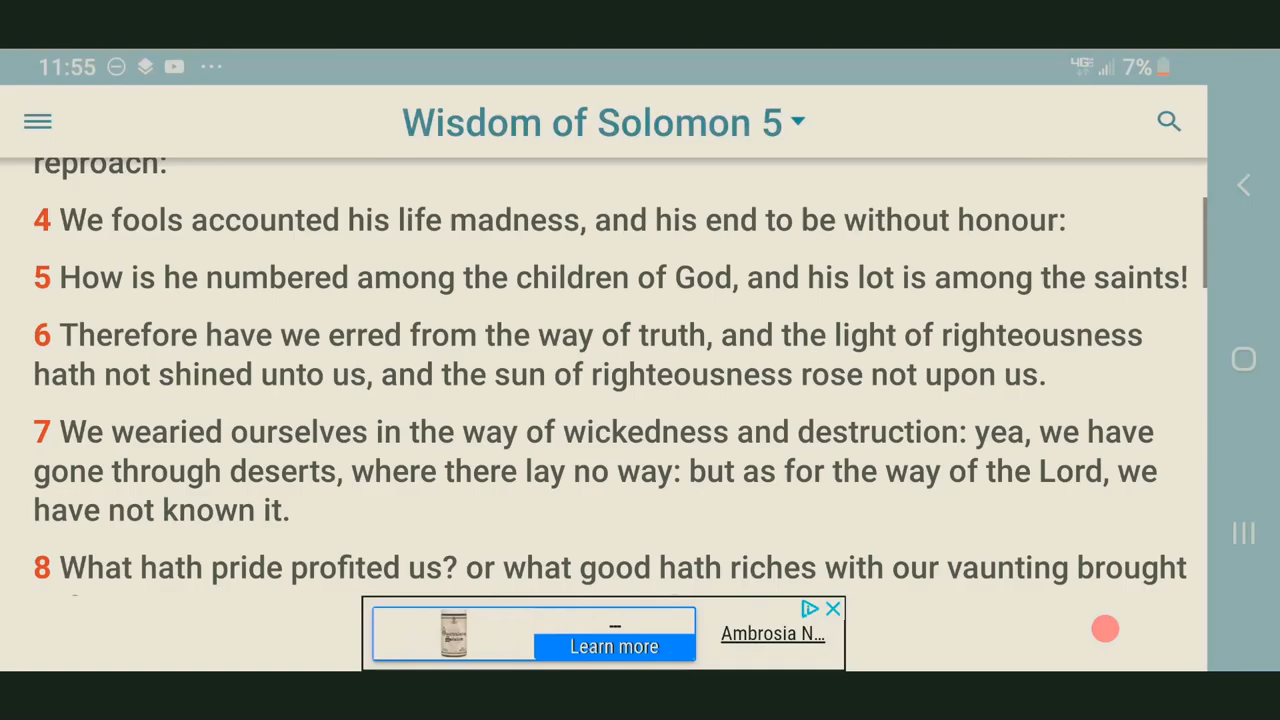 11:55 ... 4GE 7%
Wisdom of Solomon 5
reproach:
4 We fools accounted his life madness, and his end to be without honour:
5 How is he numbered among the children of God, and his lot is among the saints!
6 Therefore have we erred from the way of truth, and the light of righteousness
hath not shined unto us, and the sun of righteousness rose not upon us.
7 We wearied ourselves in the way of wickedness and destruction: yea, we have
gone through deserts, where there lay no way: but as for the way of the Lord, we
have not known it.
8 What hath pride profited us? or what good hath riches with our vaunting brought
Learn more
Ambrosia N...